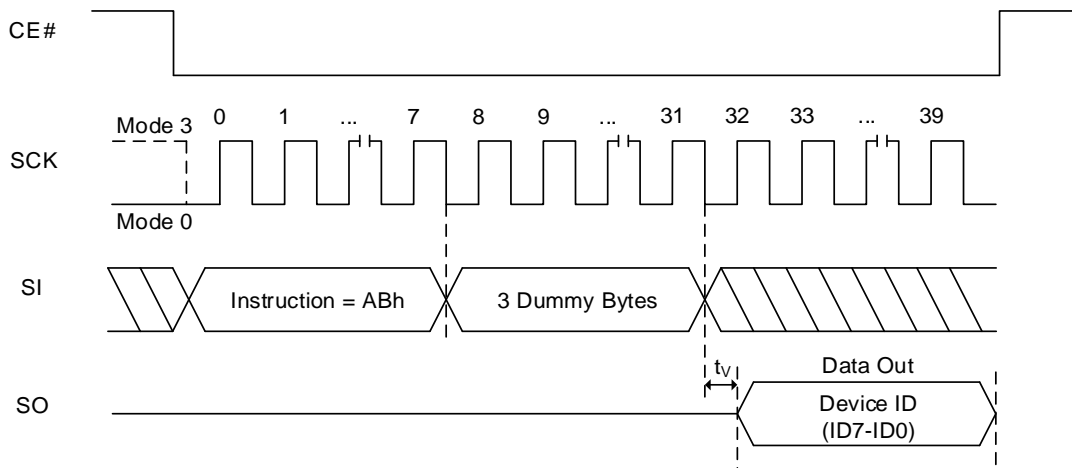 CE#
0 1 ... 7 8 9 ... 31 32 33 ... 39
Mode 3
SCK
Mode 0
SI
Instruction = ABh
3 Dummy Bytes
tV
Data Out
SO
Device ID
(ID7-ID0)